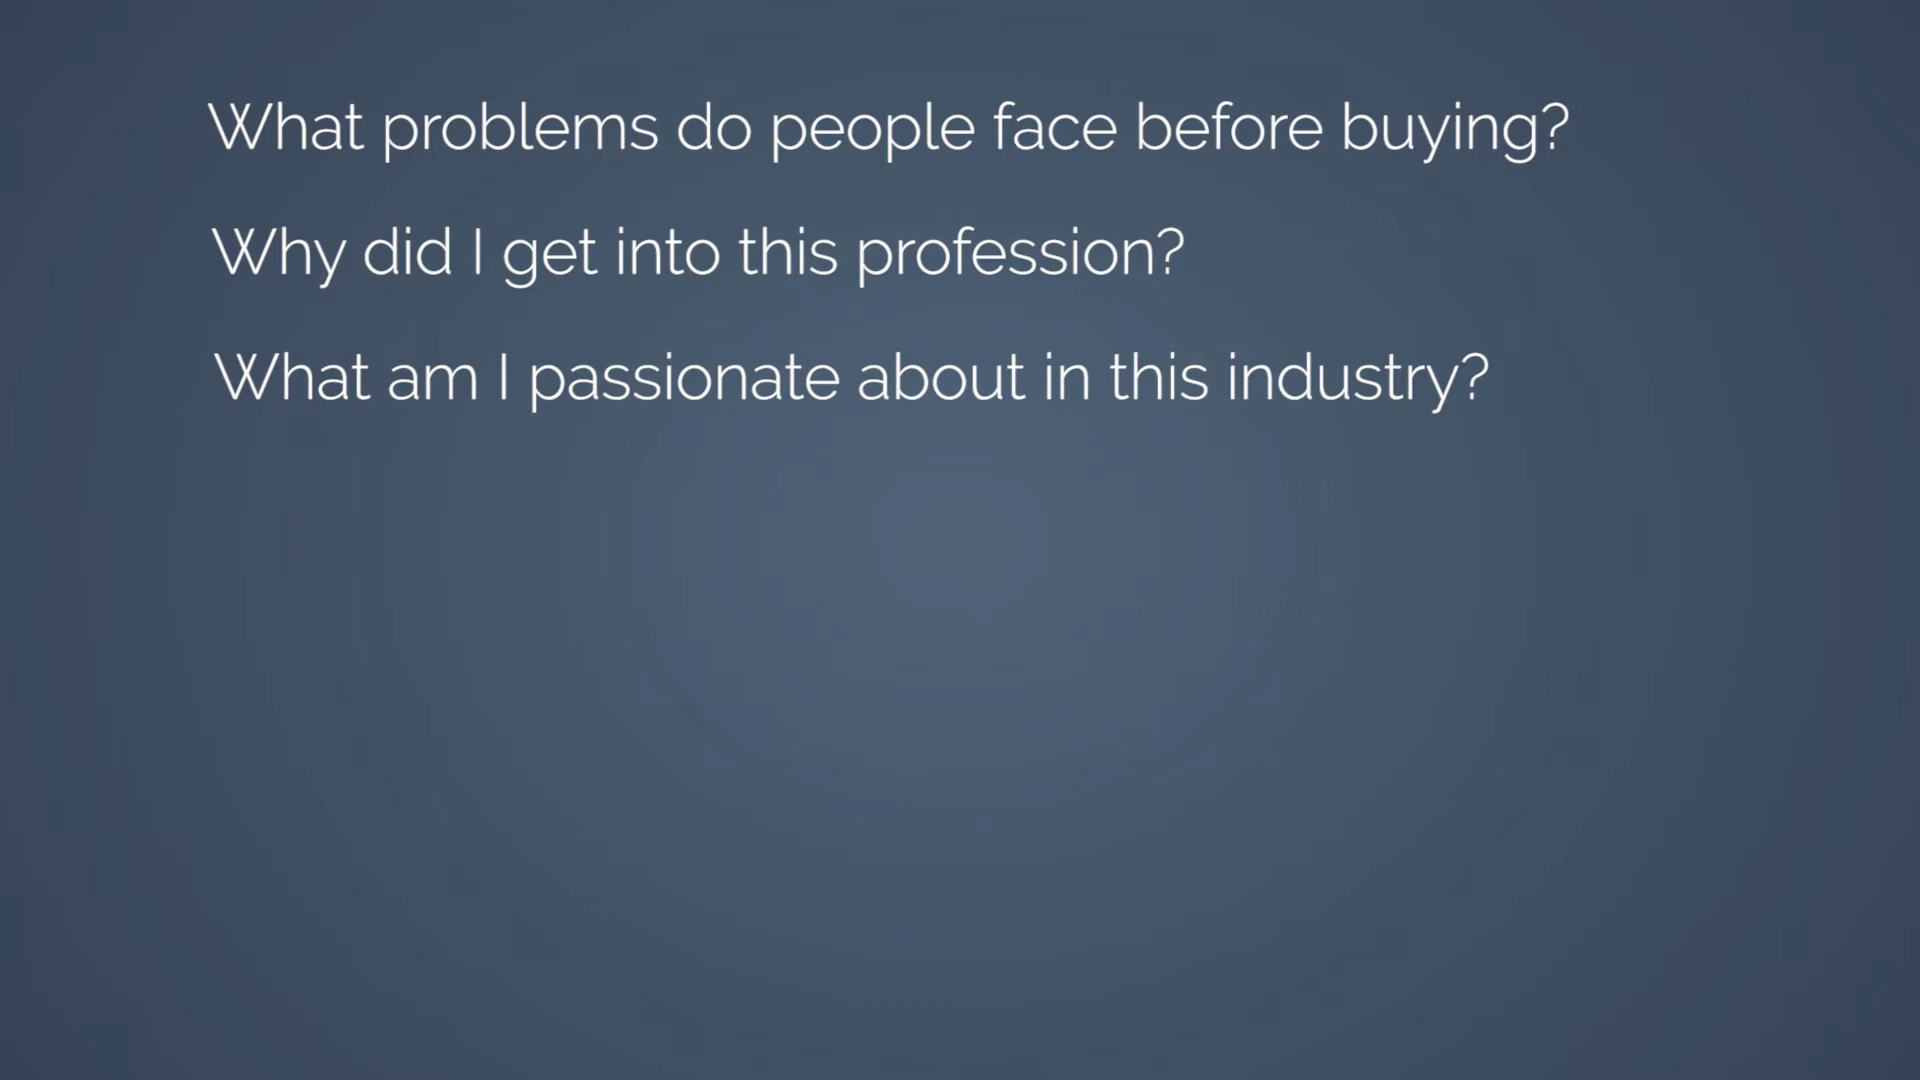 What problems do people face before buying?
Why did I get into this profession?
What am I passionate about in this industry?